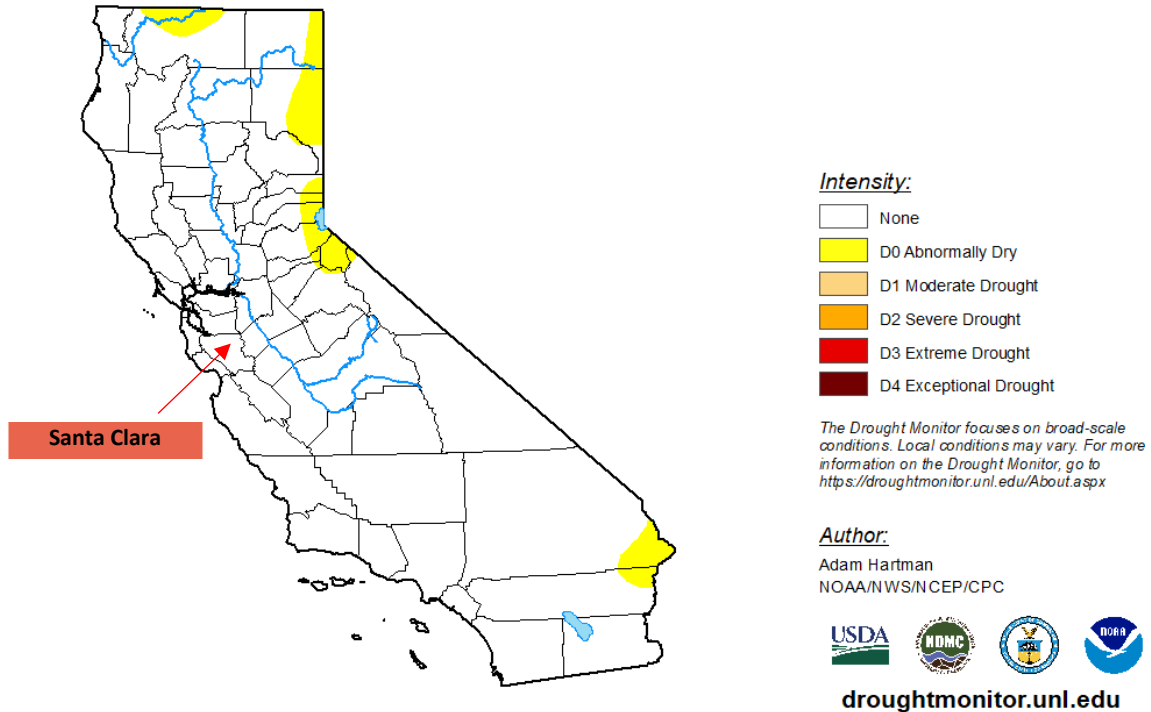 Santa Clara
Intensity:
None
D0 Abnormally Dry
D1 Moderate Drought
D2 Severe Drought
D3 Extreme Drought
D4 Exceptional Drought
The Drought Monitor focuses on broad-scale
conditions. Local conditions may vary. For more
information on the Drought Monitor, go to
https://droughtmonitor.unl.edu/About.aspx
Author:
Adam Hartman
NOAA/NWS/NCEP/CPC
USDA
NDMC
NOAA
droughtmonitor.unl.edu